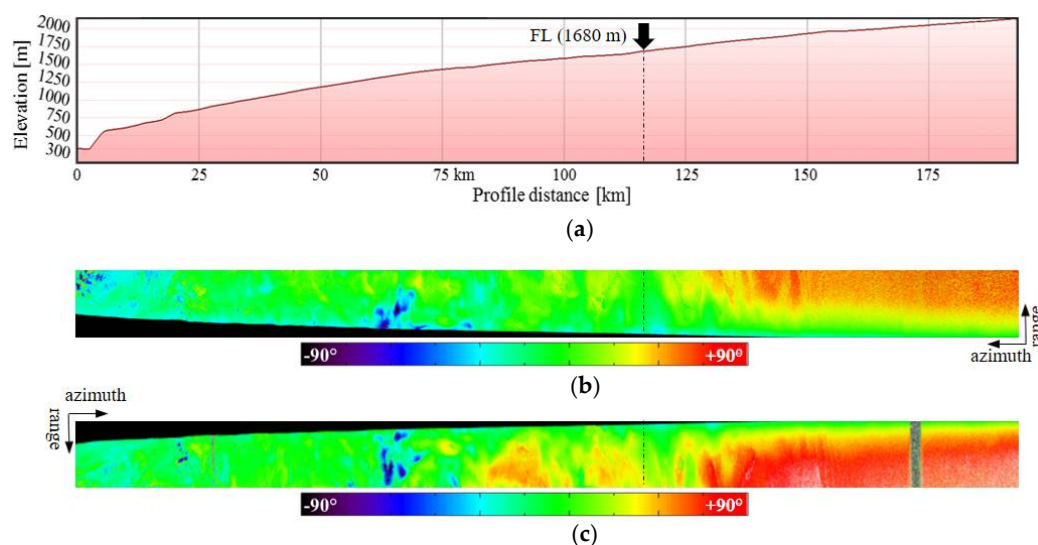 2000
1750
1500
1250
1000
750
500
300
Elevation [m]
FL (1680 m)
0 25 50 75 km 100 125 150 175
Profile distance [km]
(a)
range
azimuth
-90° +90°
(b)
azimuth
range
-90° +90°
(c)